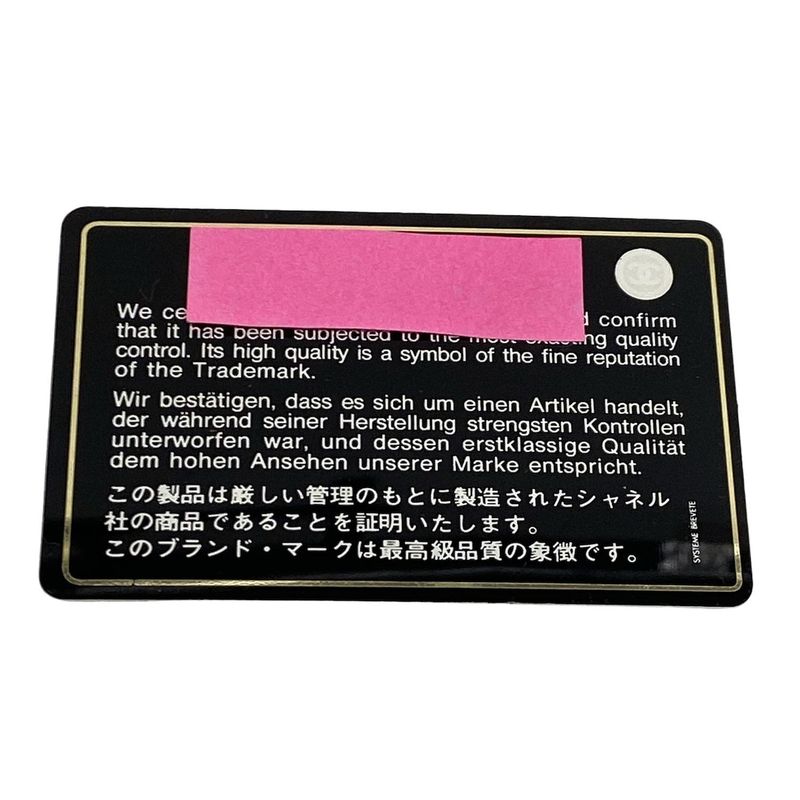 We ce confirm
that it has been subjected to the most exacting quality
control. Its high quality is a symbol of the fine reputation
of the Trademark.
Wir bestätigen, dass es sich um einen Artikel handelt,
der während seiner Herstellung strengsten Kontrollen
unterworfen war, und dessen erstklassige Qualität
dem hohen Ansehen unserer Marke entspricht.
この製品は厳しい管理のもとに製造されたシャネル
社の商品であることを証明いたします。
このブランド・マークは最高級品質の象徴です。
SYSTEME BREVETE